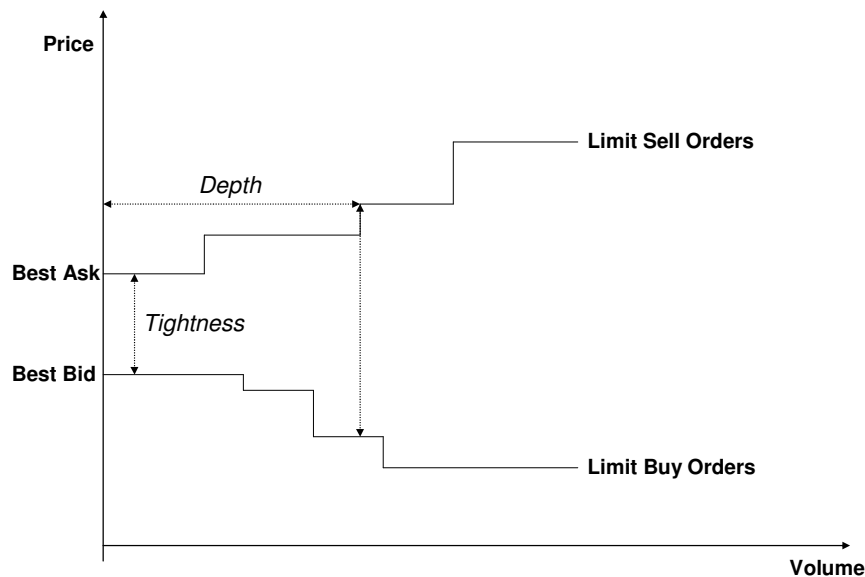 Price
Limit Sell Orders
Depth
Best Ask
Tightness
Best Bid
Limit Buy Orders
Volume